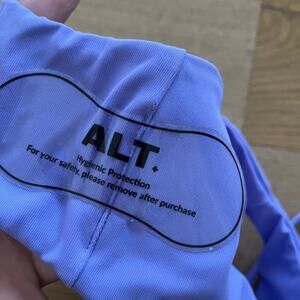 ALT.
Hygienic Protection
For your safety, please remove after purchase